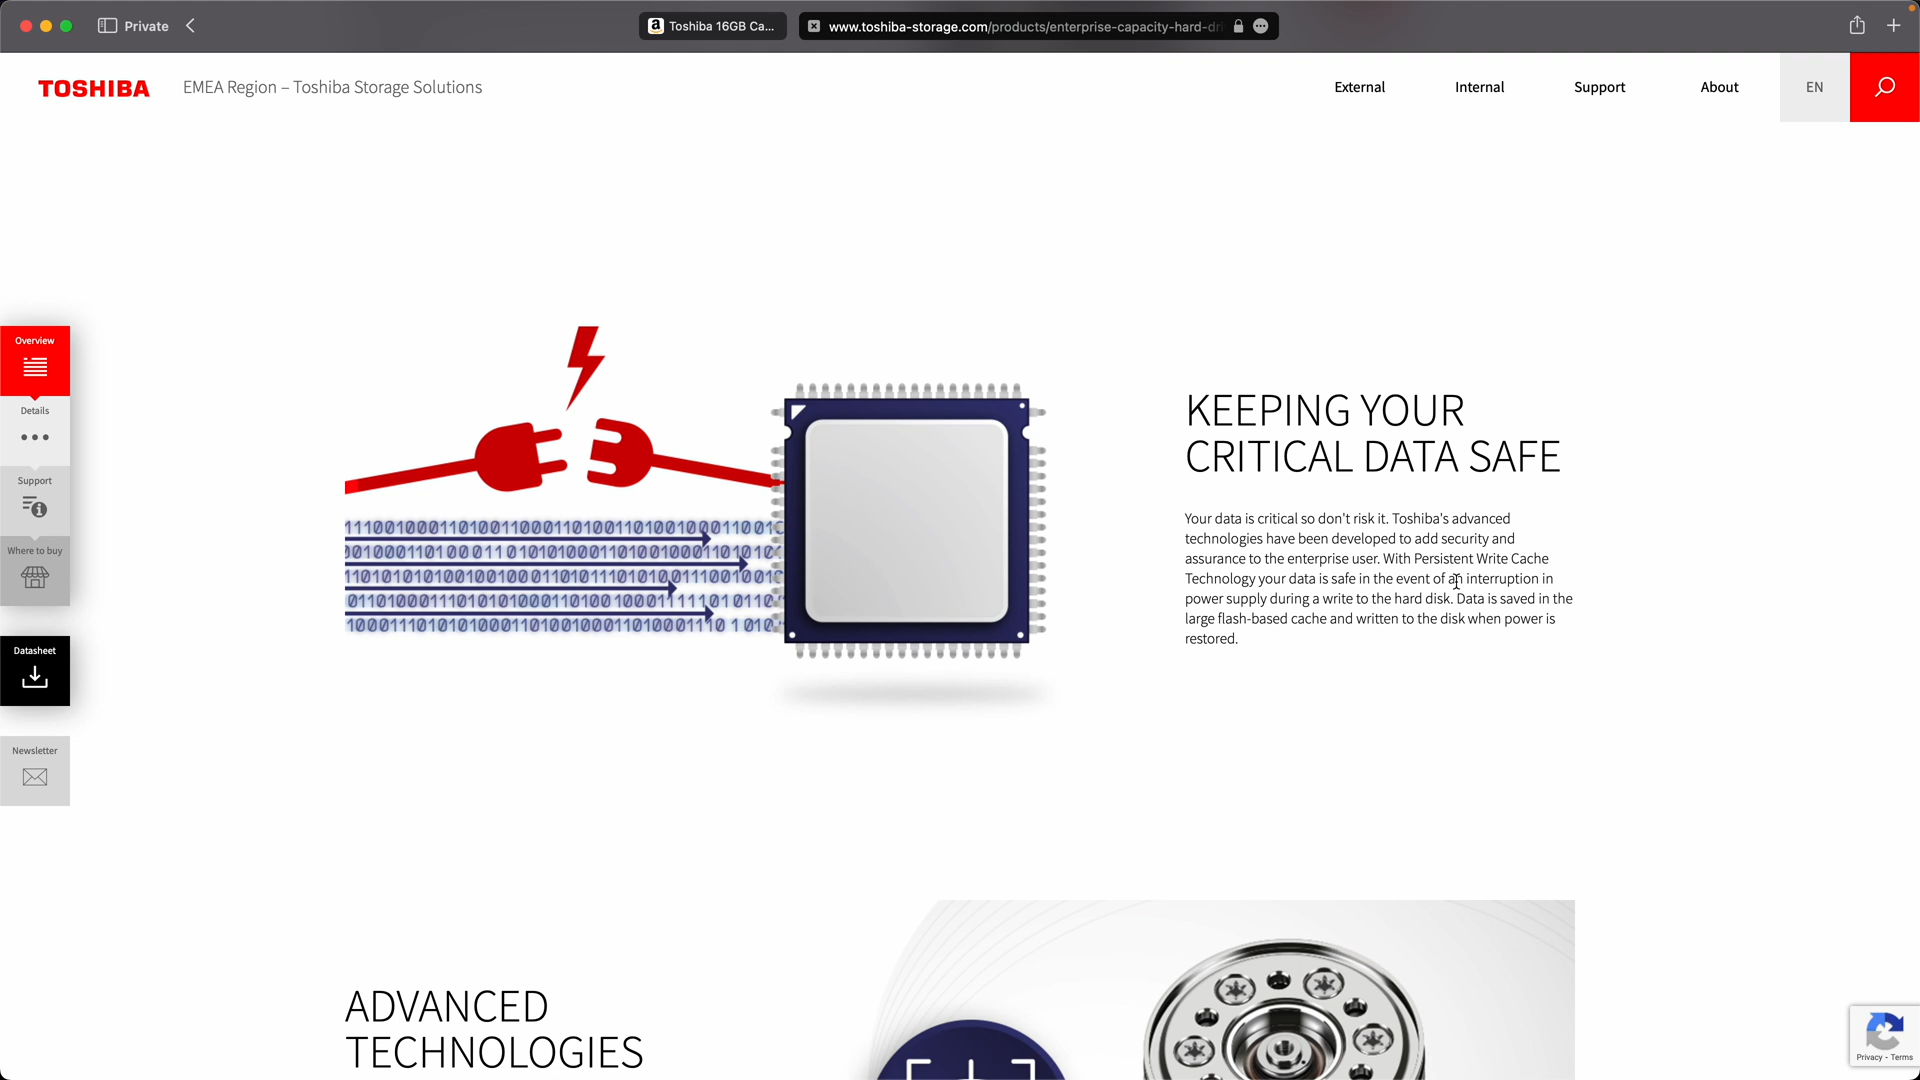 Private
Toshiba 16GB Ca...
www.toshiba-storage.com/products/enterprise-capacity-hard-dri
TOSHIBA
EMEA Region – Toshiba Storage Solutions
External
Internal
Support
About
EN
Overview
Details
Support
Where to buy
Datasheet
Newsletter
KEEPING YOUR
CRITICAL DATA SAFE
Your data is critical so don't risk it. Toshiba's advanced
technologies have been developed to add security and
assurance to the enterprise user. With Persistent Write Cache
Technology your data is safe in the event of an interruption in
power supply during a write to the hard disk. Data is saved in the
large flash-based cache and written to the disk when power is
restored.
ADVANCED
TECHNOLOGIES
Privacy - Terms